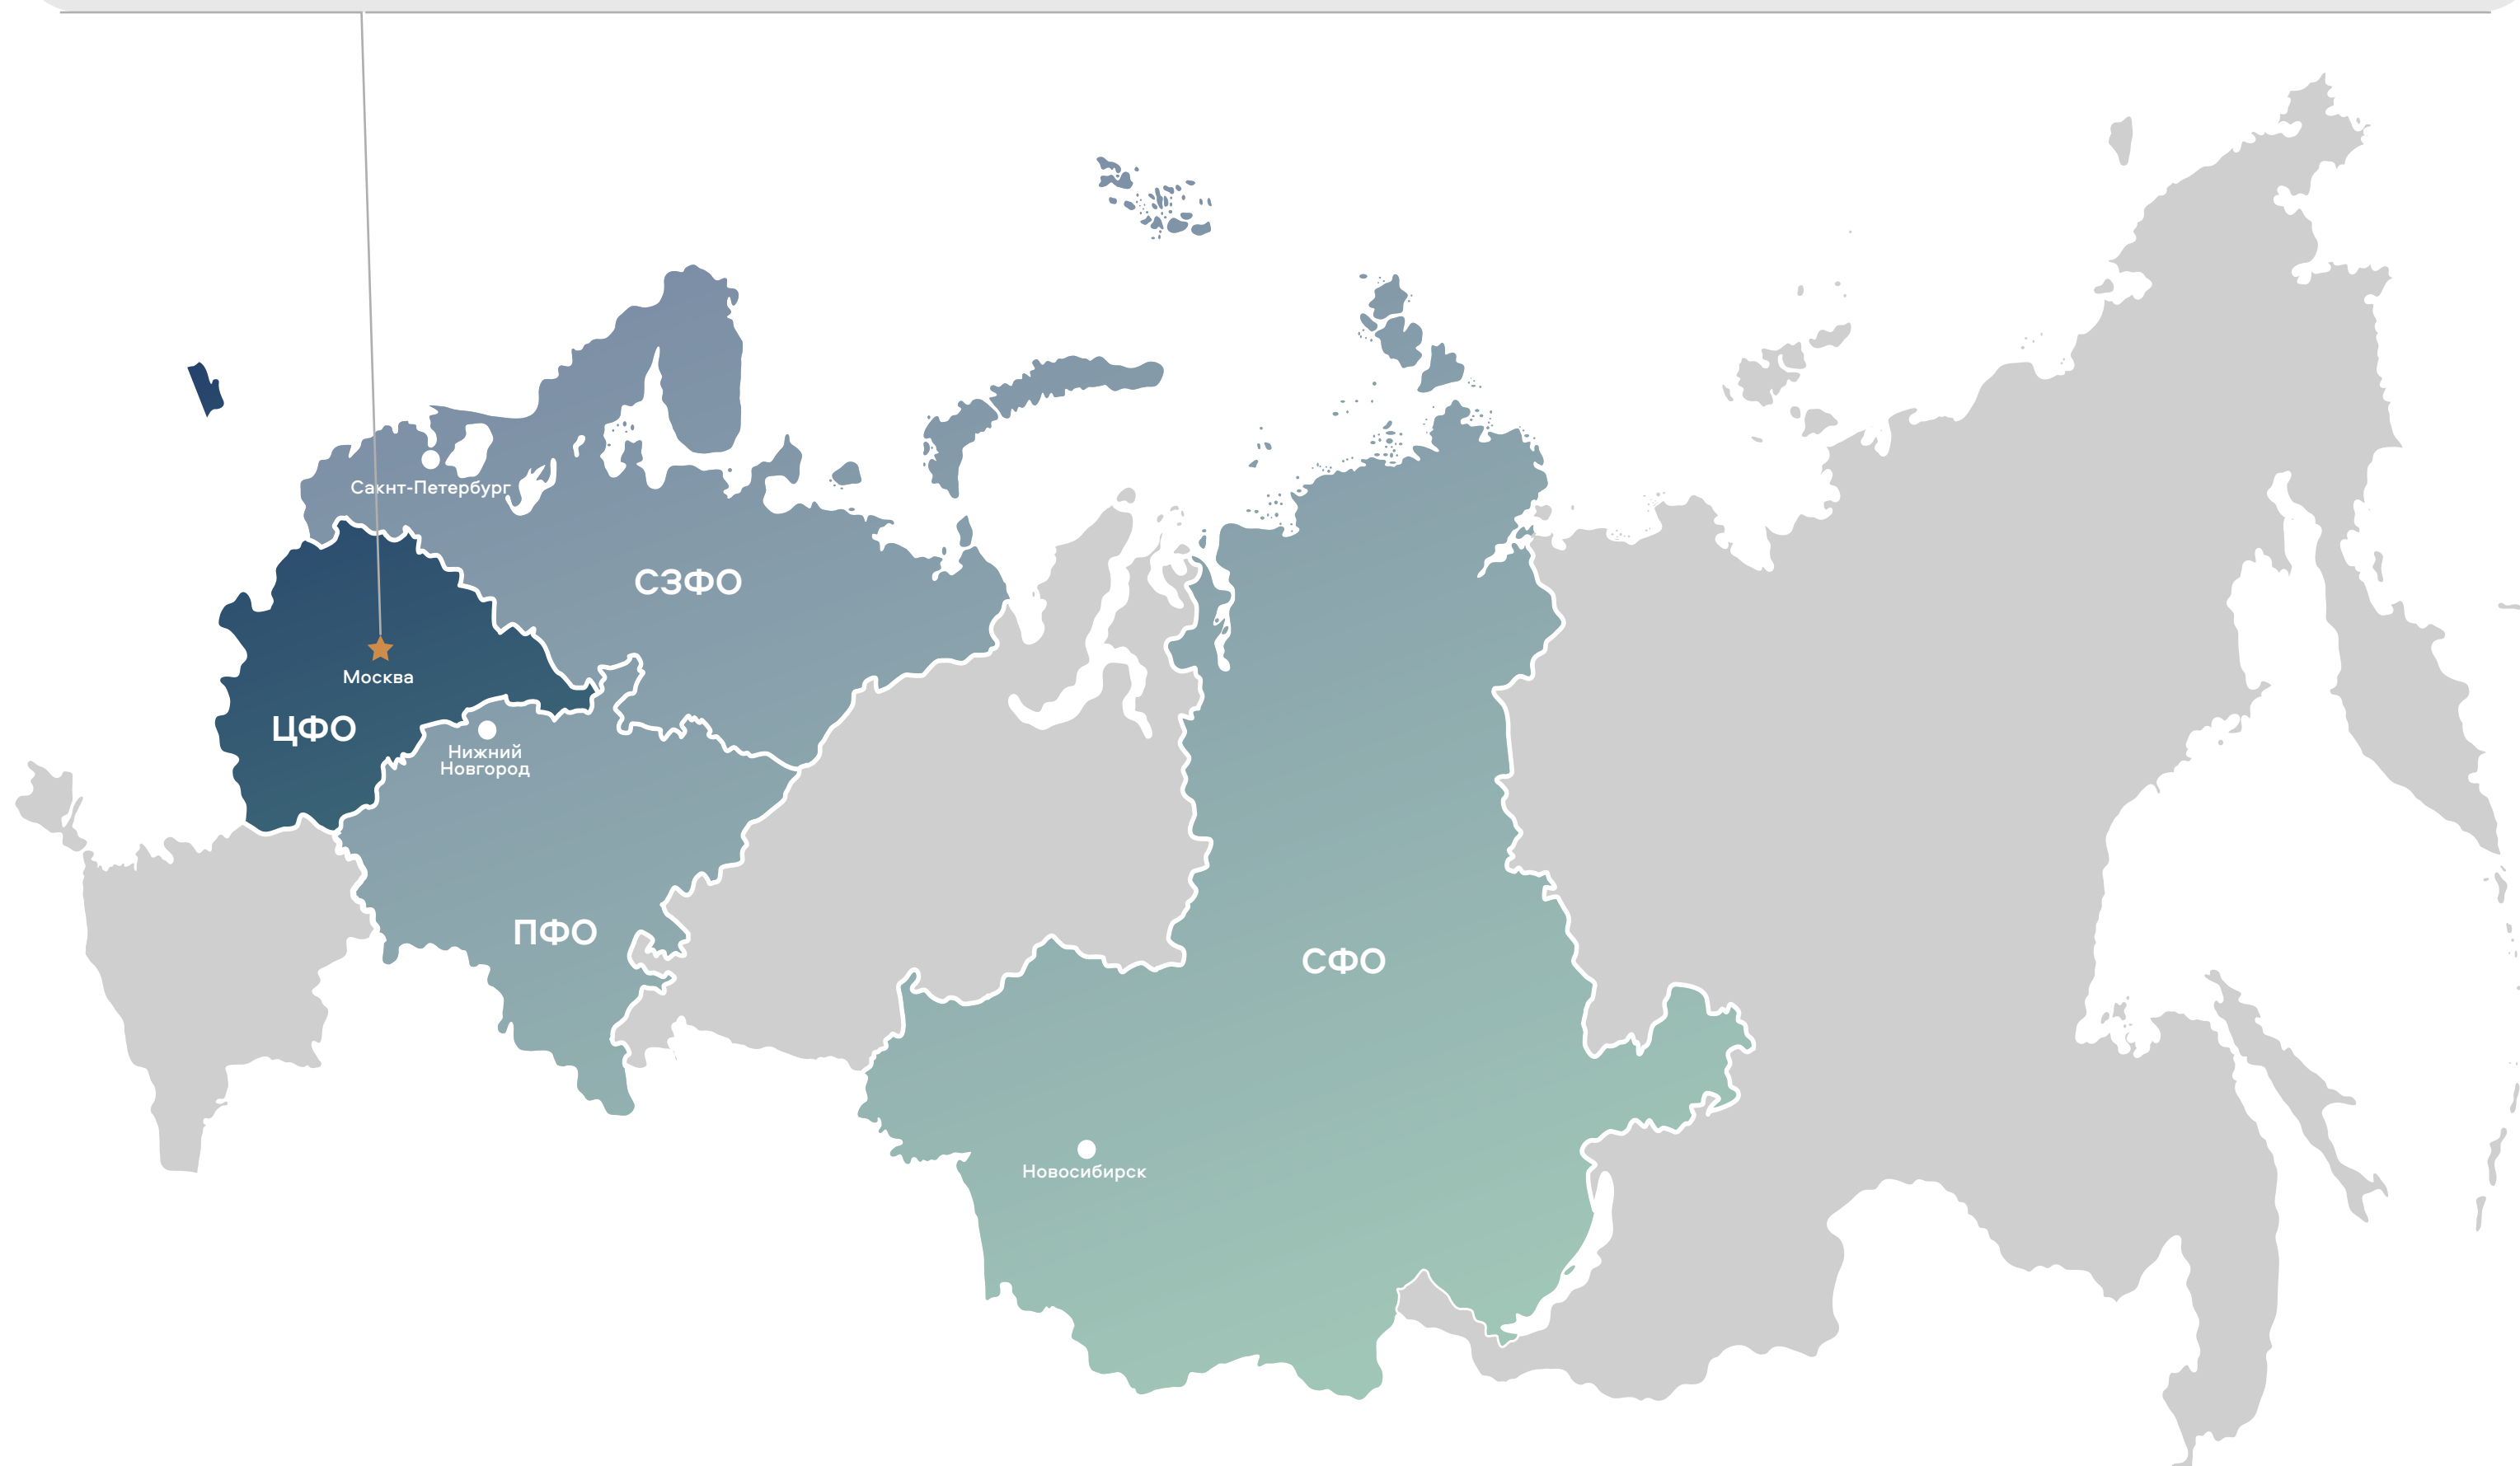 Сакнт-Петербург
СЗФО
Москва
ЦФО
Нижний
Новгород
ПФО
СФО
Новосибирск